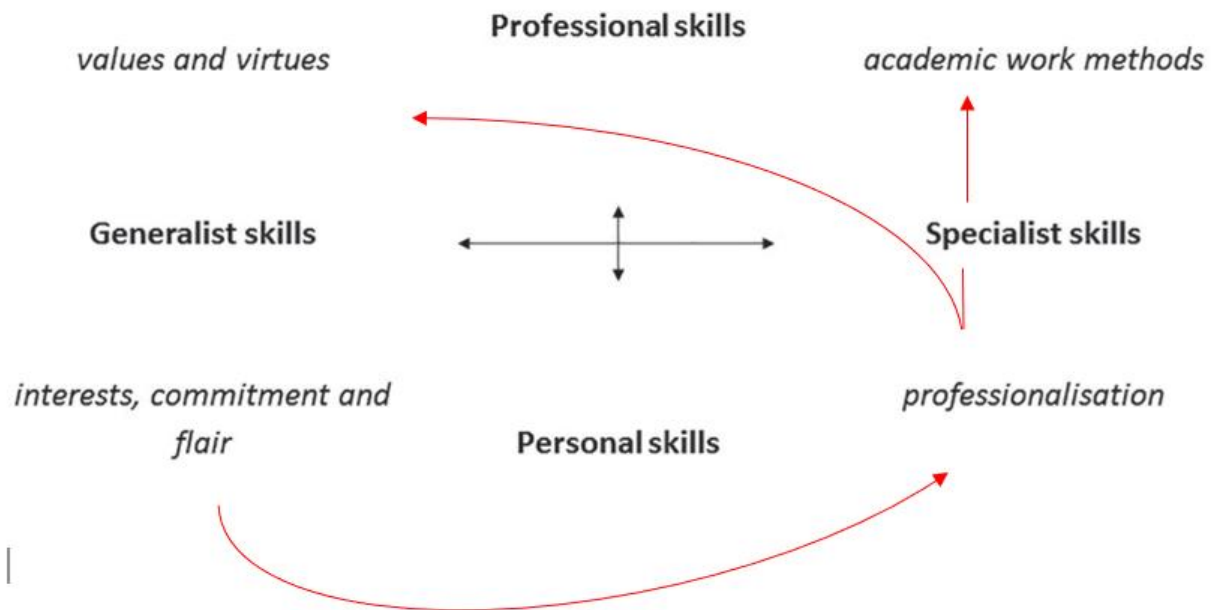 Professional skills
values and virtues
academic work methods
Generalist skills
Specialist skills
interests, commitment and
flair
professionalisation
Personal skills